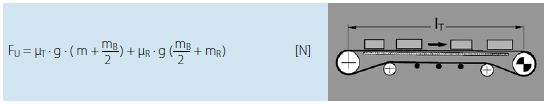 F_U = μ_T · g · ( m + m_B/2 ) + μ_R · g ( m_B/2 + m_R ) [N]
l_T